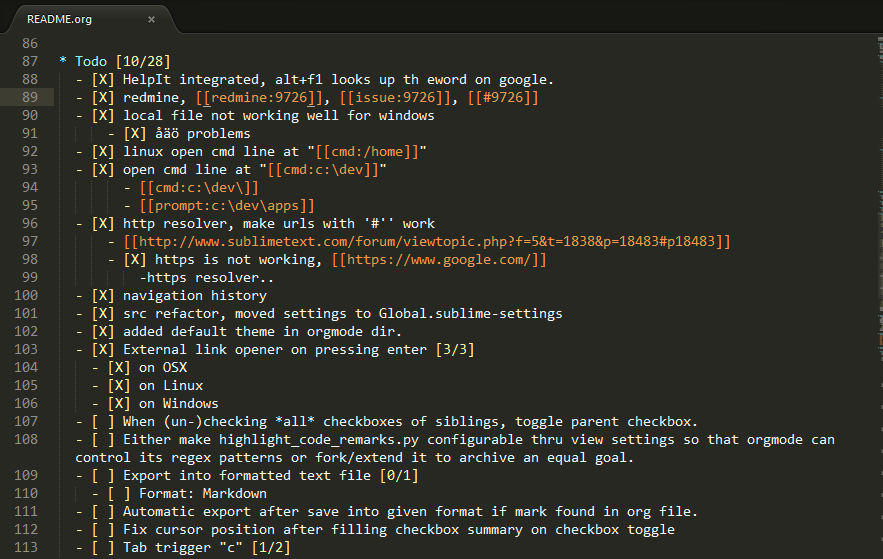 README.org ×
86
87 * Todo [10/28]
88 - [X] HelpIt integrated, alt+f1 looks up th eword on google.
89 - [X] redmine, [[redmine:9726]], [[issue:9726]], [[#9726]]
90 - [X] local file not working well for windows
91 - [X] åäö problems
92 - [X] linux open cmd line at "[[cmd:/home]]"
93 - [X] open cmd line at "[[cmd:c:\dev]]"
94 - [[cmd:c:\dev\]]
95 - [[prompt:c:\dev\apps]]
96 - [X] http resolver, make urls with '#'' work
97 - [[http://www.sublimetext.com/forum/viewtopic.php?f=5&t=1838&p=18483#p18483]]
98 - [X] https is not working, [[https://www.google.com/]]
99 -https resolver..
100 - [X] navigation history
101 - [X] src refactor, moved settings to Global.sublime-settings
102 - [X] added default theme in orgmode dir.
103 - [X] External link opener on pressing enter [3/3]
104 - [X] on OSX
105 - [X] on Linux
106 - [X] on Windows
107 - [ ] When (un-)checking *all* checkboxes of siblings, toggle parent checkbox.
108 - [ ] Either make highlight_code_remarks.py configurable thru view settings so that orgmode can
control its regex patterns or fork/extend it to archive an equal goal.
109 - [ ] Export into formatted text file [0/1]
110 - [ ] Format: Markdown
111 - [ ] Automatic export after save into given format if mark found in org file.
112 - [ ] Fix cursor position after filling checkbox summary on checkbox toggle
113 - [ ] Tab trigger "c" [1/2]